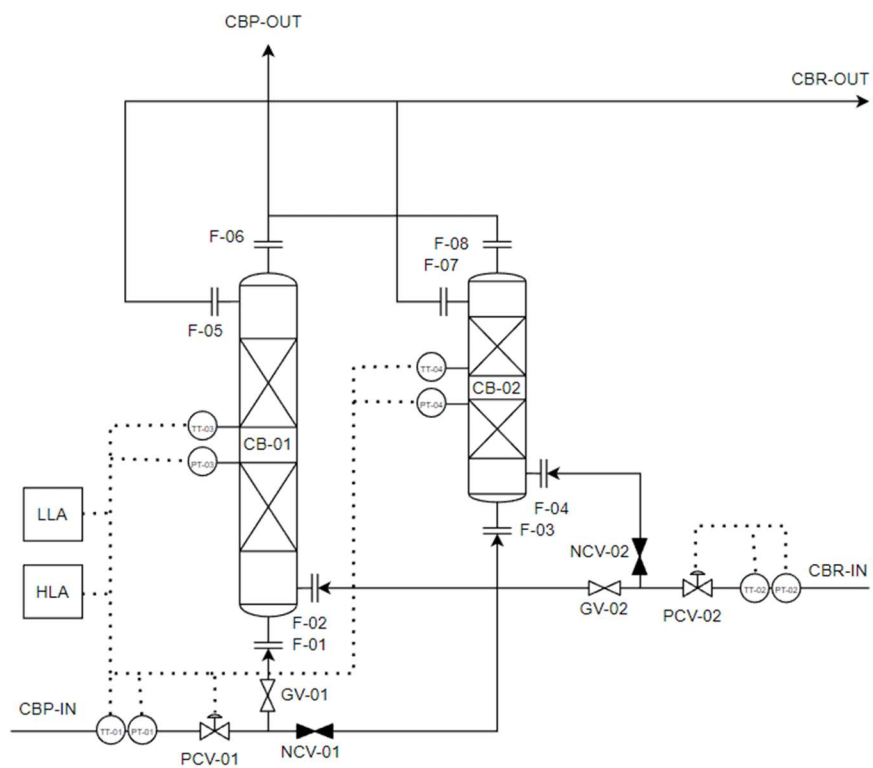 CBP-OUT
CBR-OUT
F-06
F-08
F-07
F-05
TT-04
CB-02
PT-04
TT-03
CB-01
PT-03
LLA
F-04
F-03
NCV-02
CBR-IN
HLA
TT-02
PT-02
GV-02
PCV-02
F-02
F-01
GV-01
CBP-IN
TT-01
PT-01
PCV-01
NCV-01